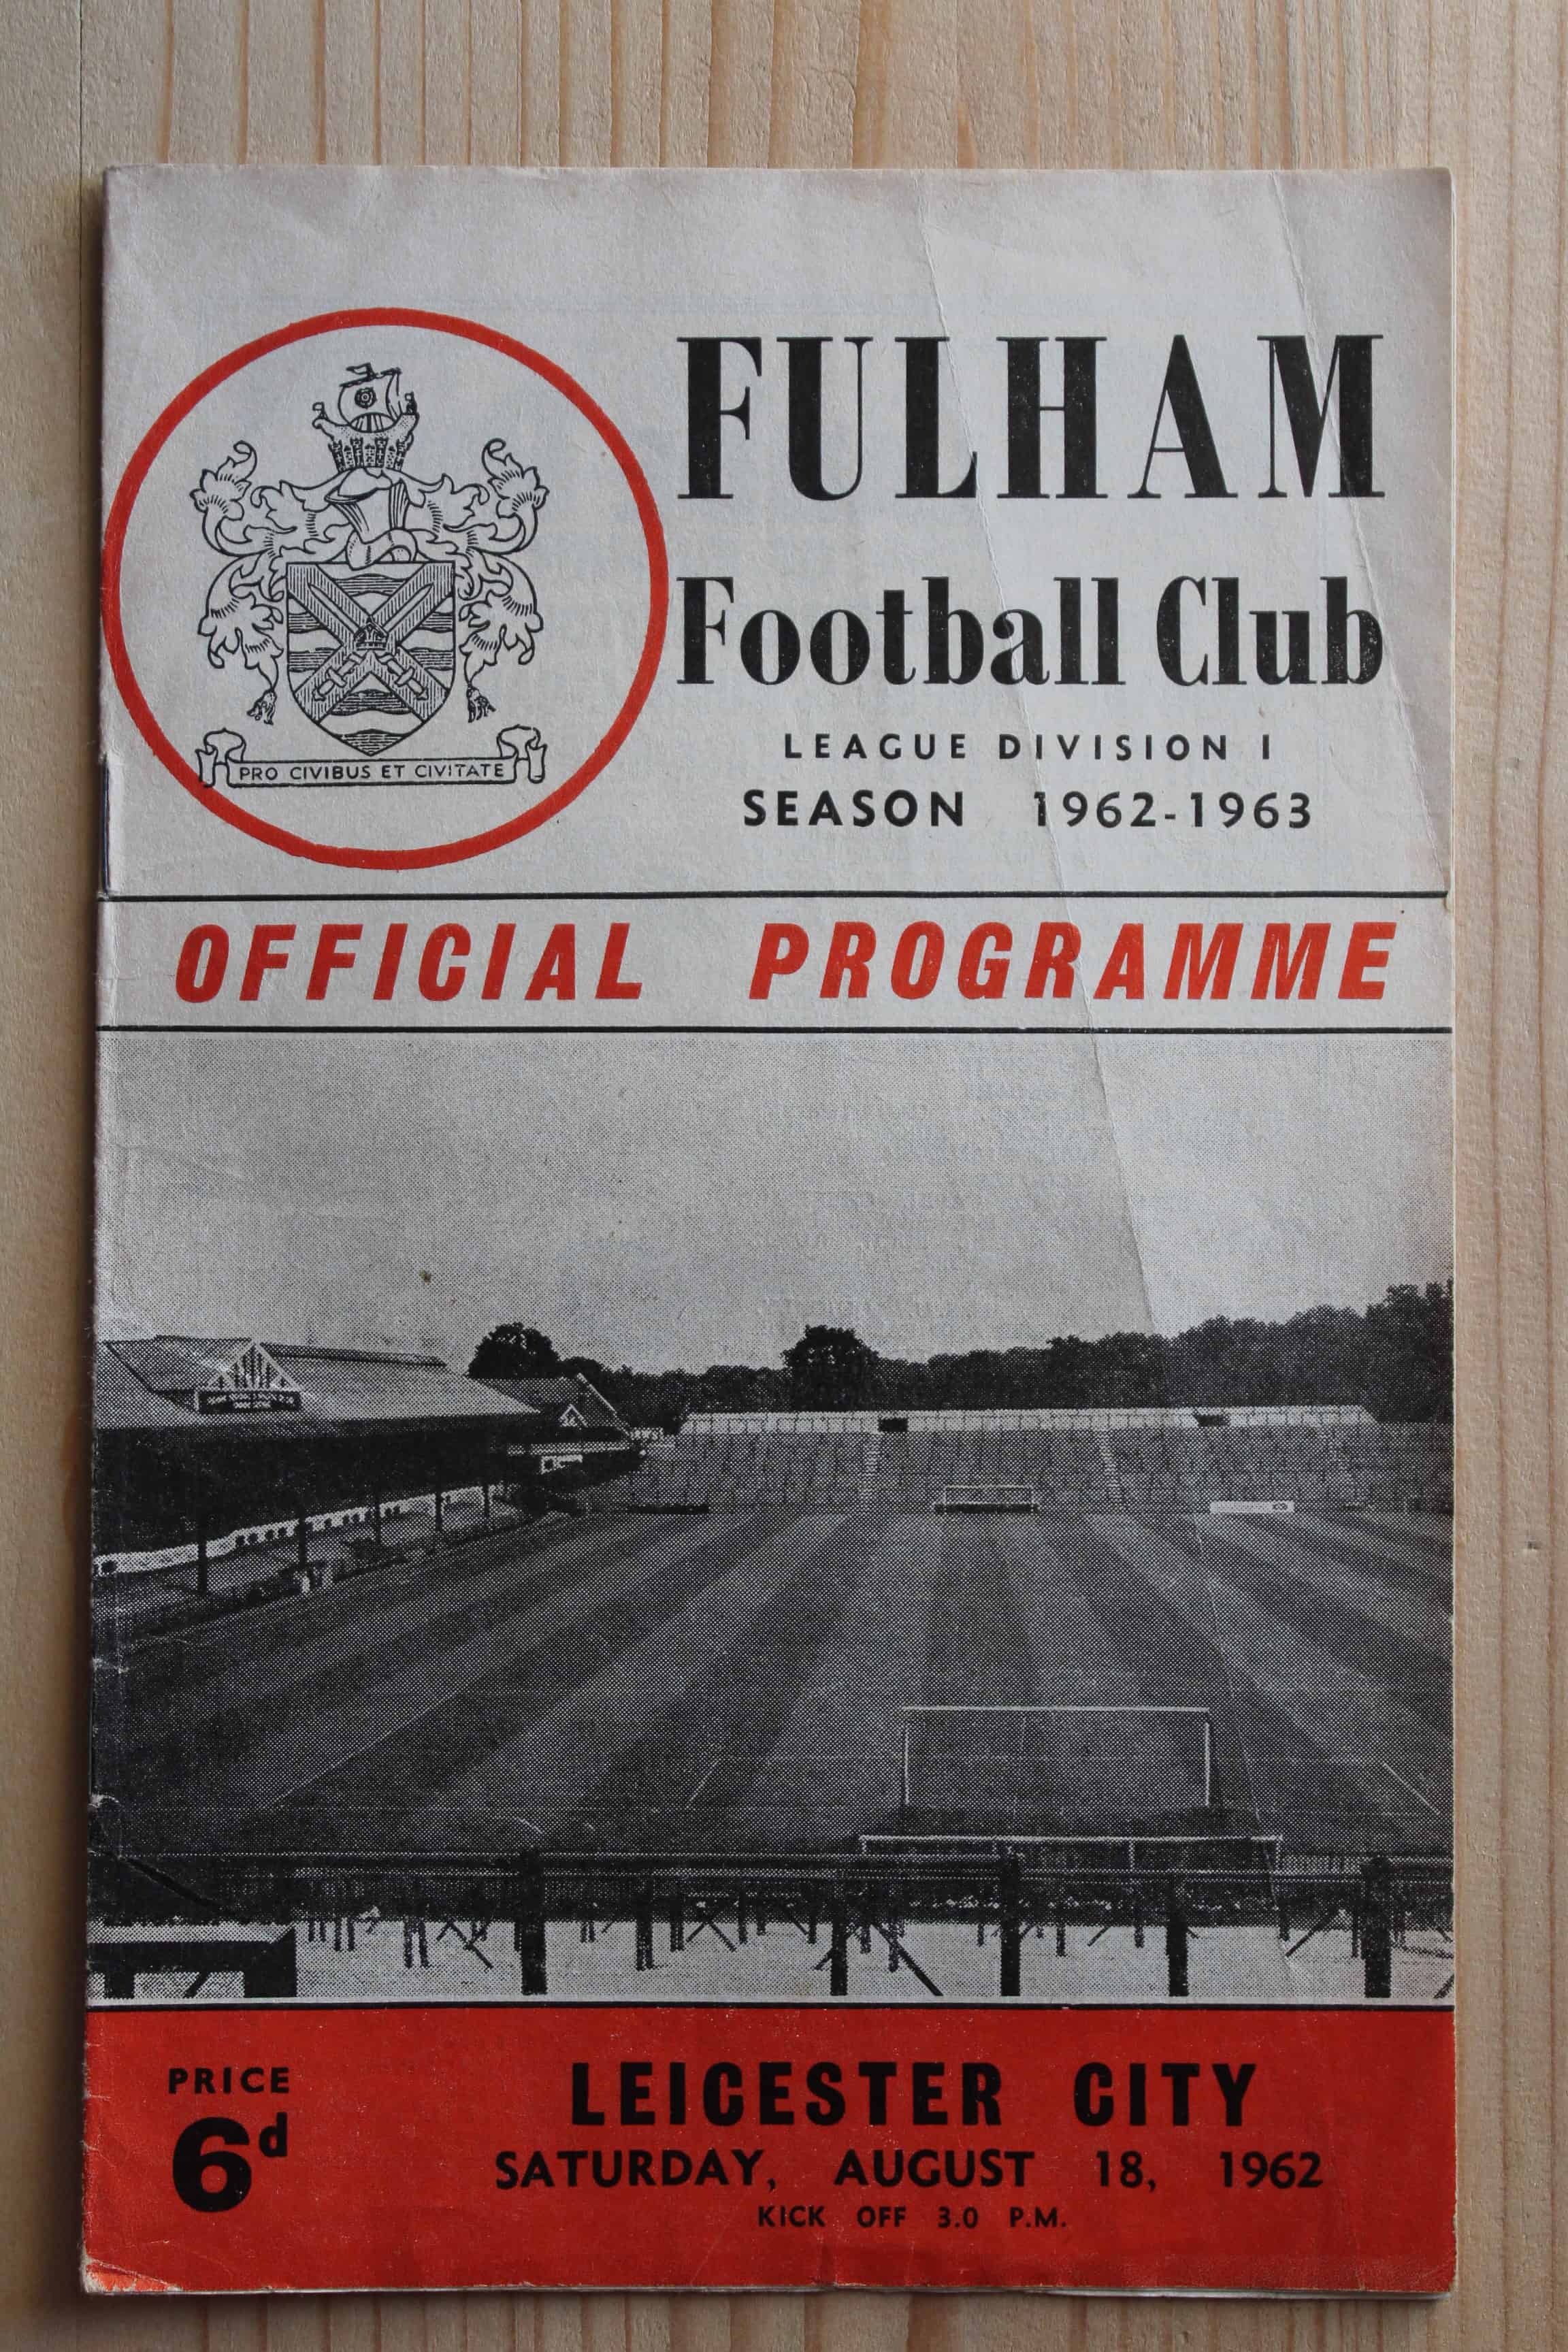 FULHAM
Football Club
LEAGUE DIVISION I
SEASON 1962-1963
PRO CIVIBUS ET CIVITATE
OFFICIAL PROGRAMME
PRICE
6d
LEICESTER CITY
SATURDAY, AUGUST 18, 1962
KICK OFF 3.0 P.M.